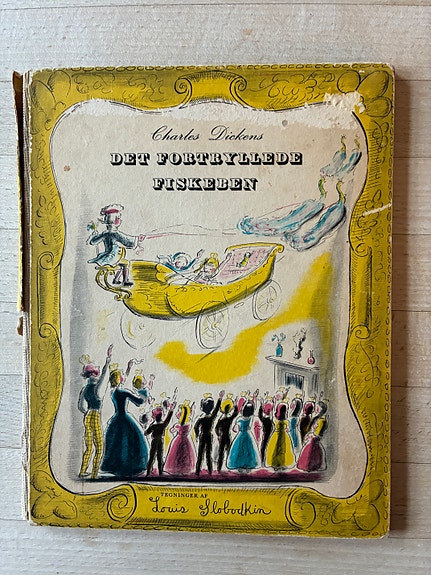 Charles Dickens
DET FORTRYLLEDE
FISKEBEN
TEGNINGER AF
Louis Slobodkin